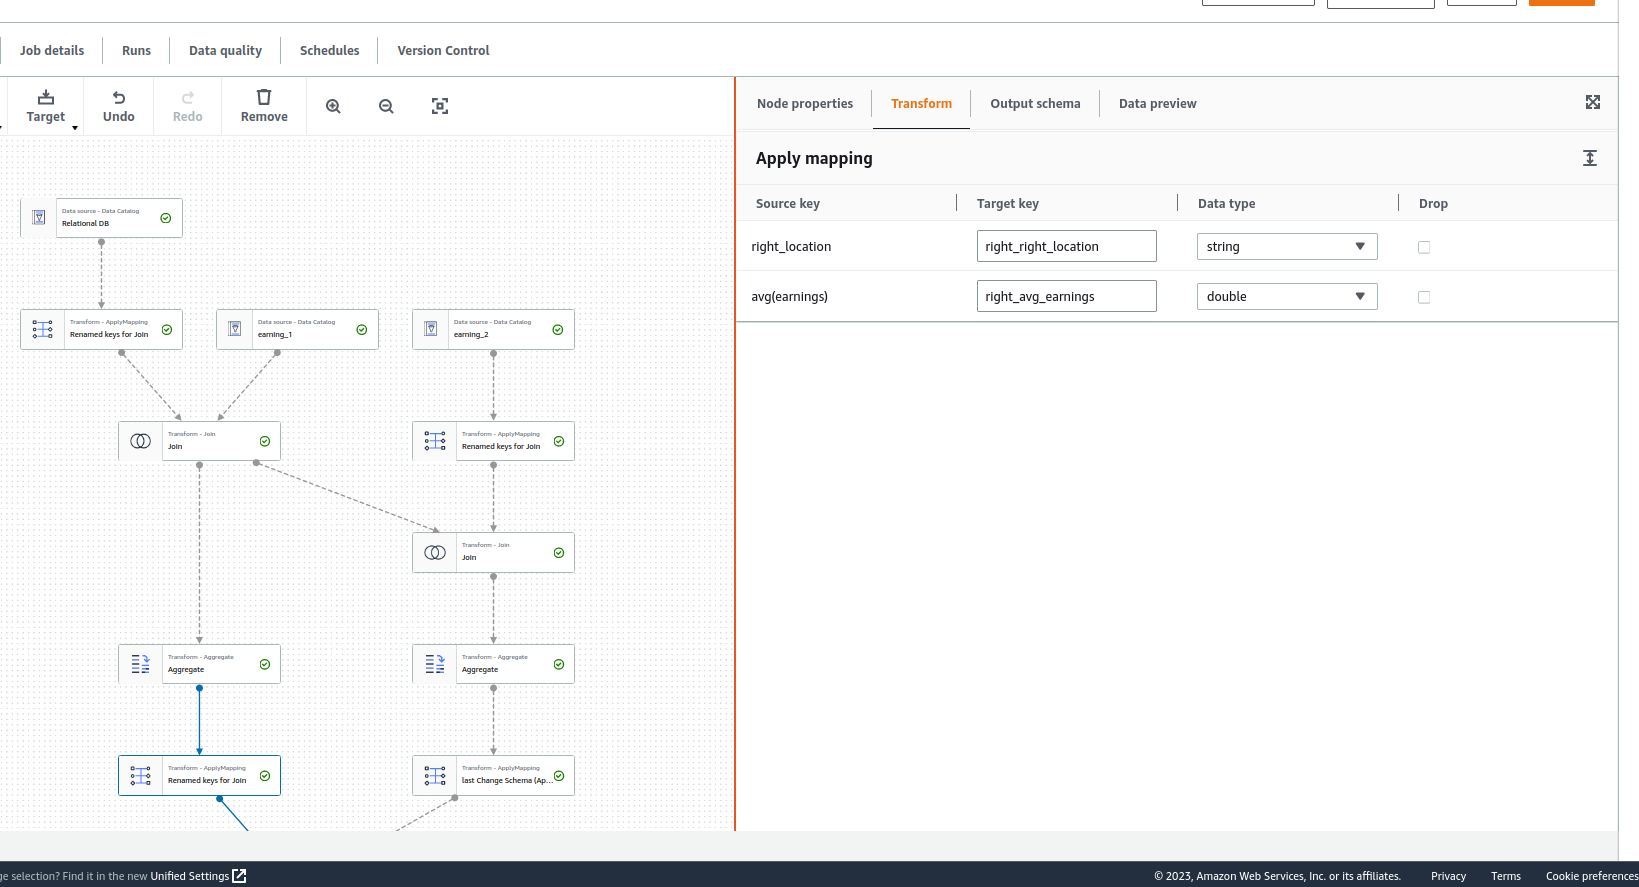 Job details
Runs
Data quality
Schedules
Version Control
Target
Undo
Redo
Remove
Node properties
Transform
Output schema
Data preview
Apply mapping
Source key
Target key
Data type
Drop
right_location
right_right_location
string
avg(earnings)
right_avg_earnings
double
Data source - Data Catalog
Relational DB
Transform - ApplyMapping
Renamed keys for Join
Data source - Data Catalog
earning_1
Data source - Data Catalog
earning_2
Transform - Join
Join
Transform - ApplyMapping
Renamed keys for Join
Transform - Join
Join
Transform - Aggregate
Aggregate
Transform - Aggregate
Aggregate
Transform - ApplyMapping
Renamed keys for Join
Transform - ApplyMapping
last Change Schema (Ap...
ge selection? Find it in the new Unified Settings
© 2023, Amazon Web Services, Inc. or its affiliates.
Privacy
Terms
Cookie preferences